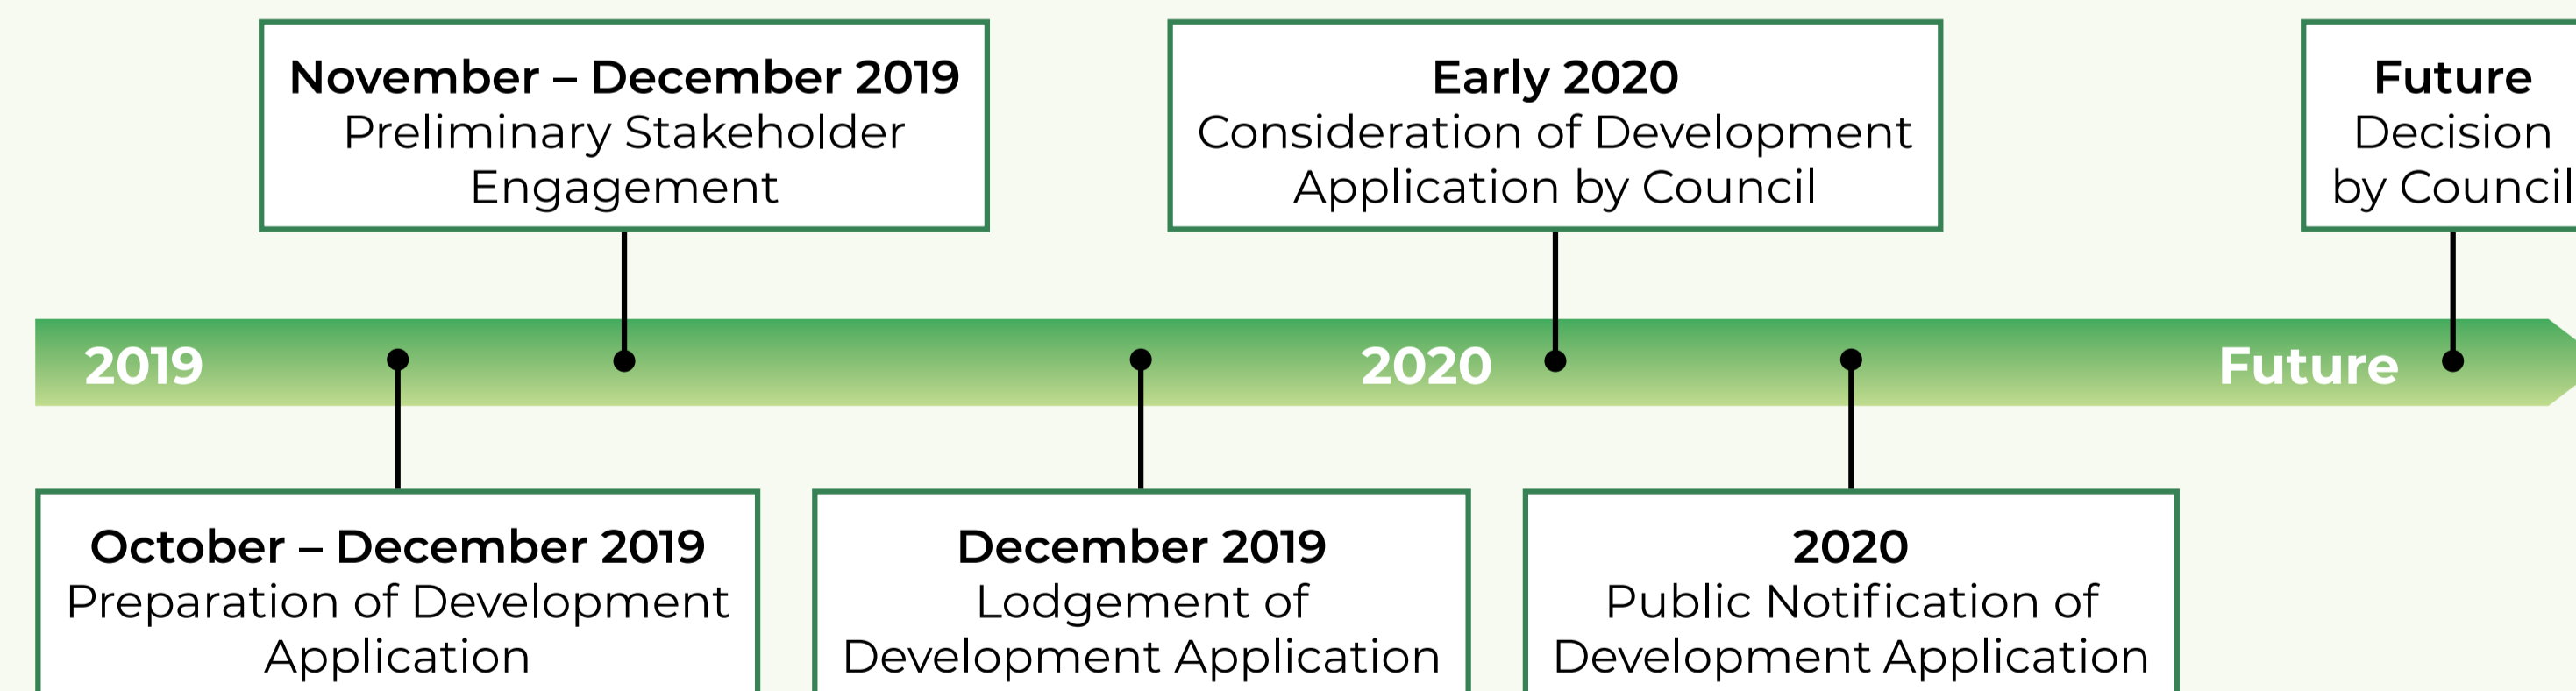 November – December 2019
Preliminary Stakeholder
Engagement
Early 2020
Consideration of Development
Application by Council
Future
Decision
by Council
2019
2020
Future
October – December 2019
Preparation of Development
Application
December 2019
Lodgement of
Development Application
2020
Public Notification of
Development Application